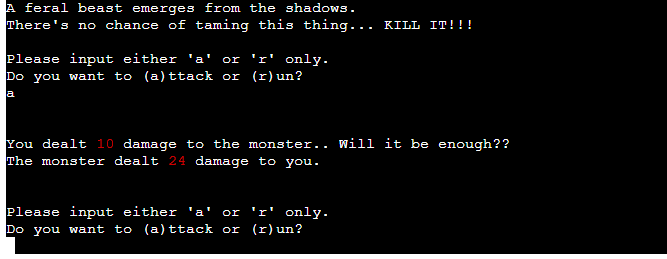 A feral beast emerges from the shadows.
There's no chance of taming this thing... KILL IT!!!
Please input either 'a' or 'r' only.
Do you want to (a)ttack or (r)un?
a
You dealt 10 damage to the monster.. Will it be enough??
The monster dealt 24 damage to you.
Please input either 'a' or 'r' only.
Do you want to (a)ttack or (r)un?